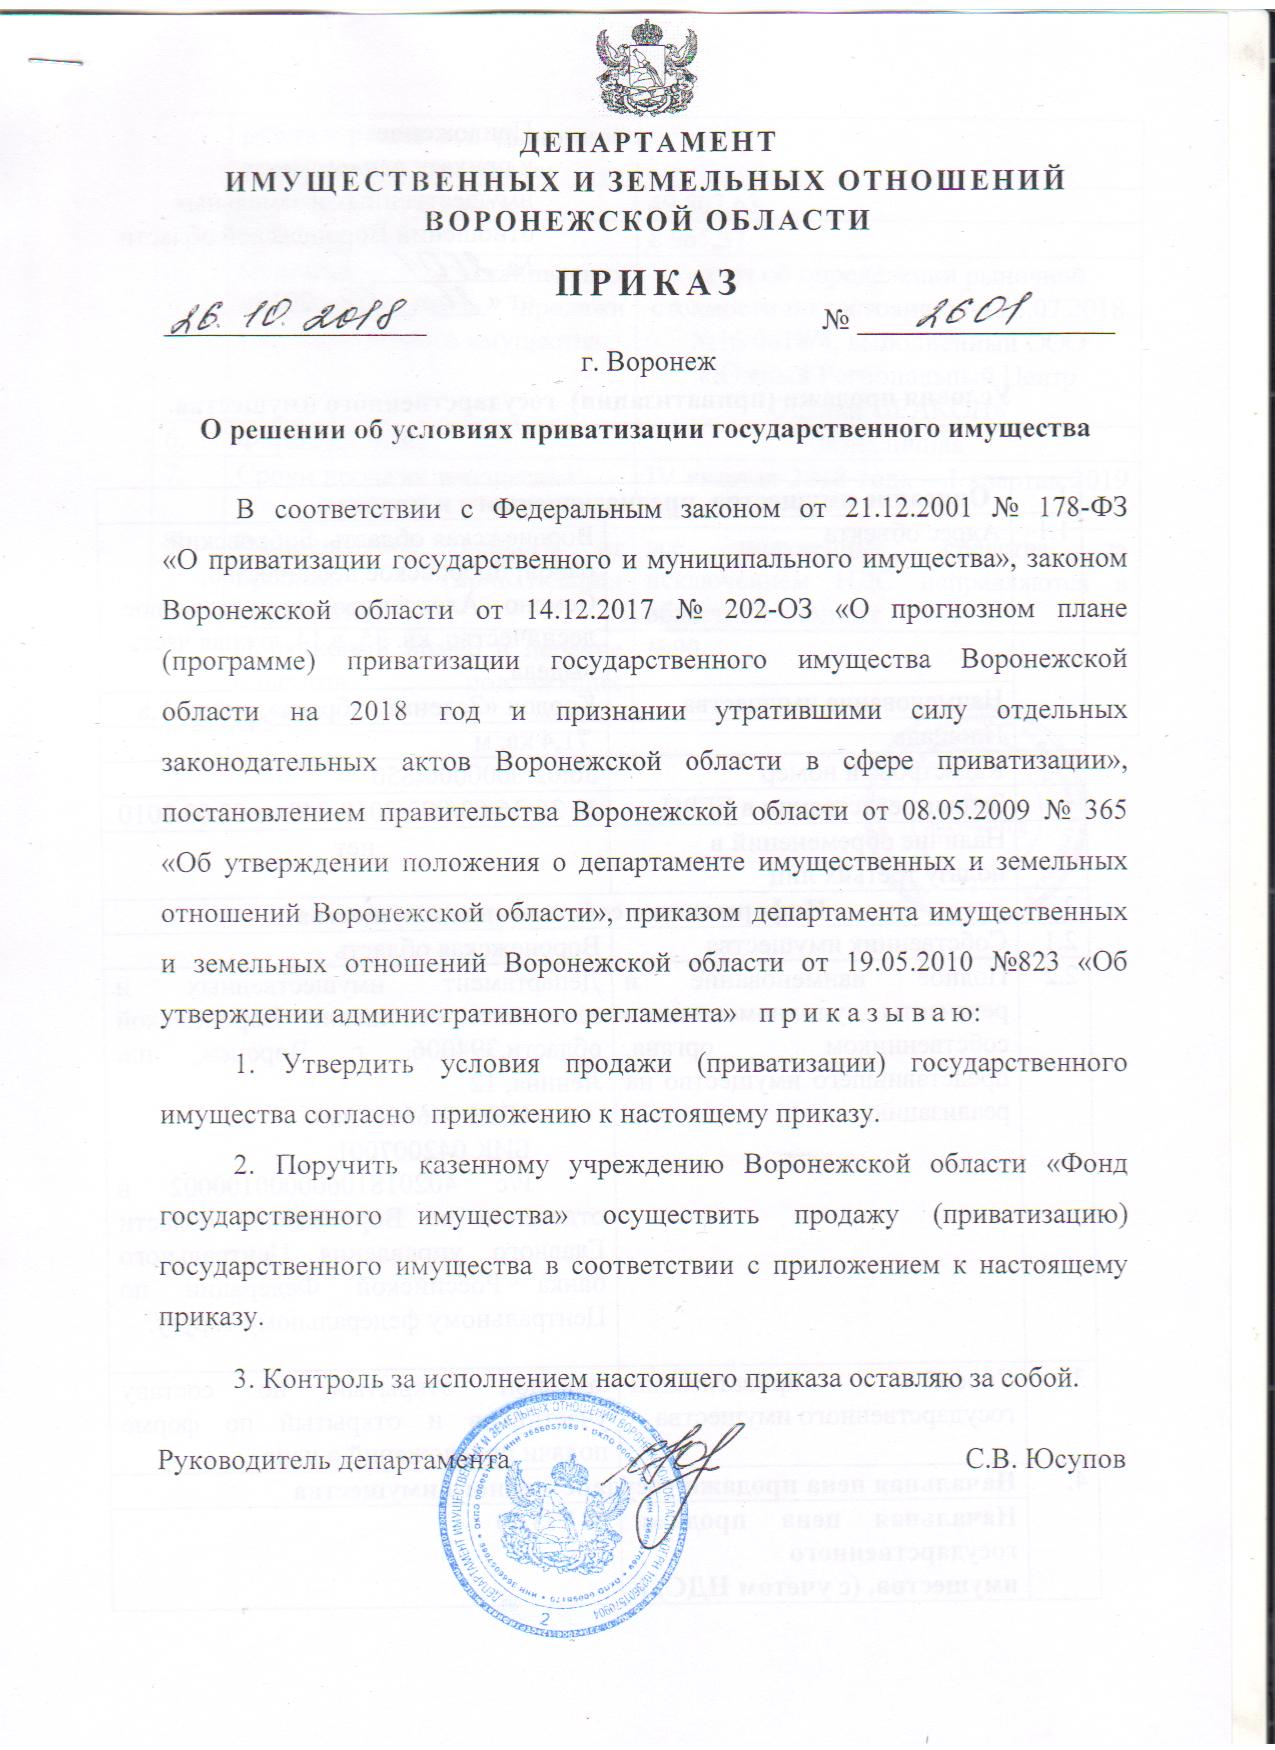 ДЕПАРТАМЕНТ
ИМУЩЕСТВЕННЫХ И ЗЕМЕЛЬНЫХ ОТНОШЕНИЙ
ВОРОНЕЖСКОЙ ОБЛАСТИ
ПРИКАЗ
26.10.2018 № 2601
г. Воронеж
О решении об условиях приватизации государственного имущества
В соответствии с Федеральным законом от 21.12.2001 № 178-ФЗ
«О приватизации государственного и муниципального имущества», законом
Воронежской области от 14.12.2017 № 202-ОЗ «О прогнозном плане
(программе) приватизации государственного имущества Воронежской
области на 2018 год и признании утратившими силу отдельных
законодательных актов Воронежской области в сфере приватизации»,
постановлением правительства Воронежской области от 08.05.2009 № 365
«Об утверждении положения о департаменте имущественных и земельных
отношений Воронежской области», приказом департамента имущественных
и земельных отношений Воронежской области от 19.05.2010 №823 «Об
утверждении административного регламента» п р и к а з ы в а ю:
1. Утвердить условия продажи (приватизации) государственного
имущества согласно приложению к настоящему приказу.
2. Поручить казенному учреждению Воронежской области «Фонд
государственного имущества» осуществить продажу (приватизацию)
государственного имущества в соответствии с приложением к настоящему
приказу.
3. Контроль за исполнением настоящего приказа оставляю за собой.
Руководитель департамента С.В. Юсупов
ДЕПАРТАМЕНТ ИМУЩЕСТВЕННЫХ И ЗЕМЕЛЬНЫХ ОТНОШЕНИЙ
2